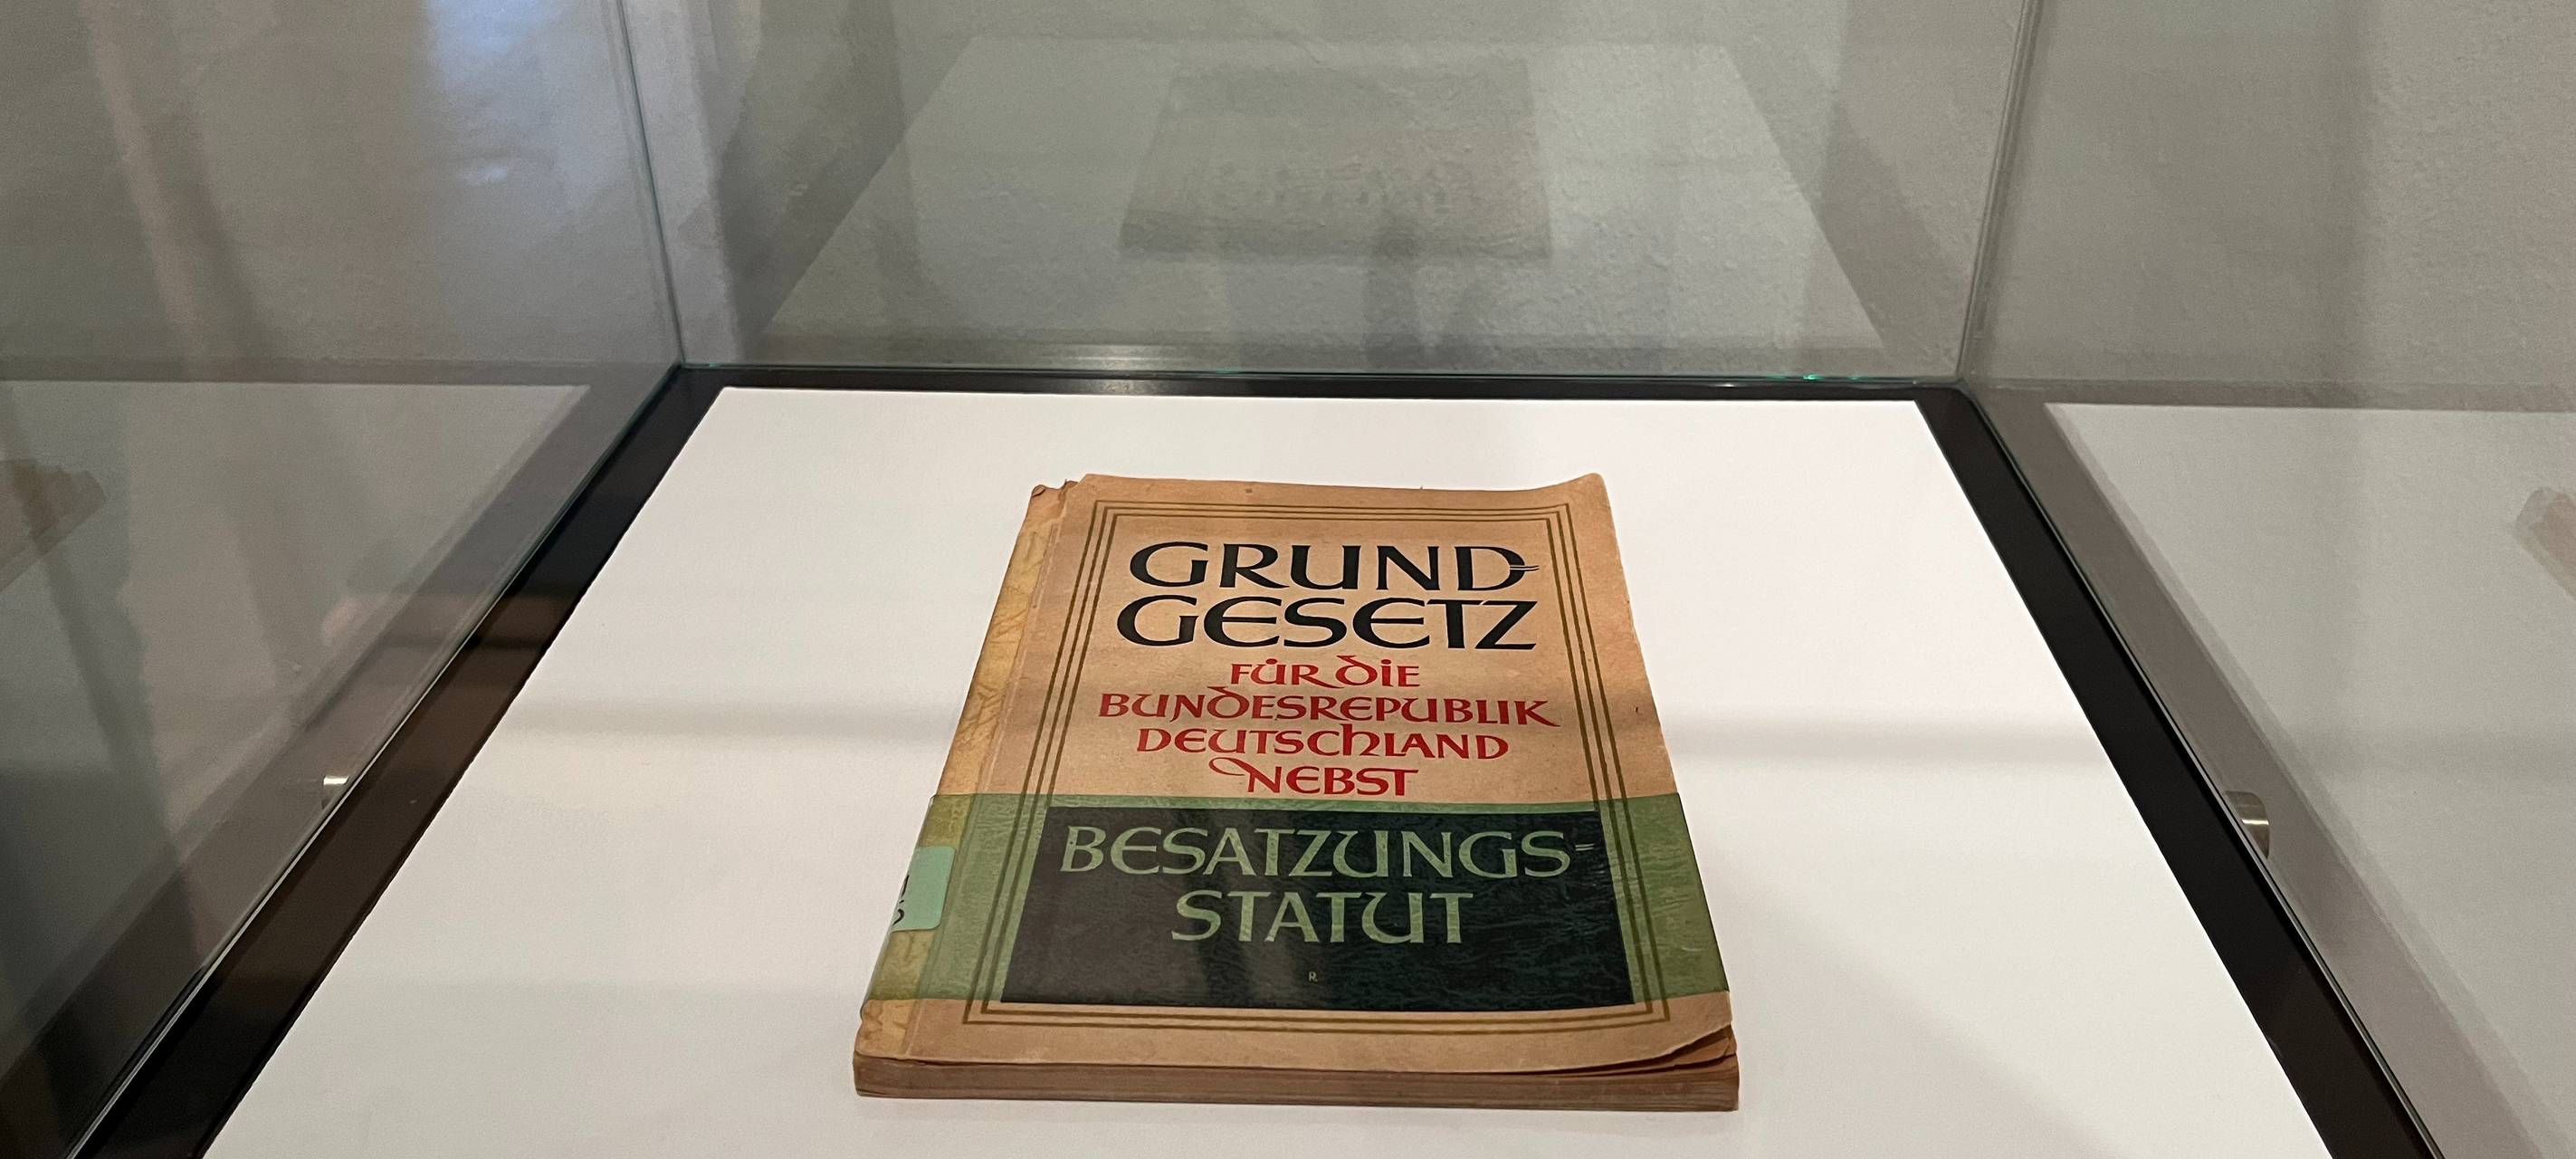 GRUND-
GESETZ
FÜR DIE
BUNDESREPUBLIK
DEUTSCHLAND
NEBST
BESATZUNGS=
STATUT
R